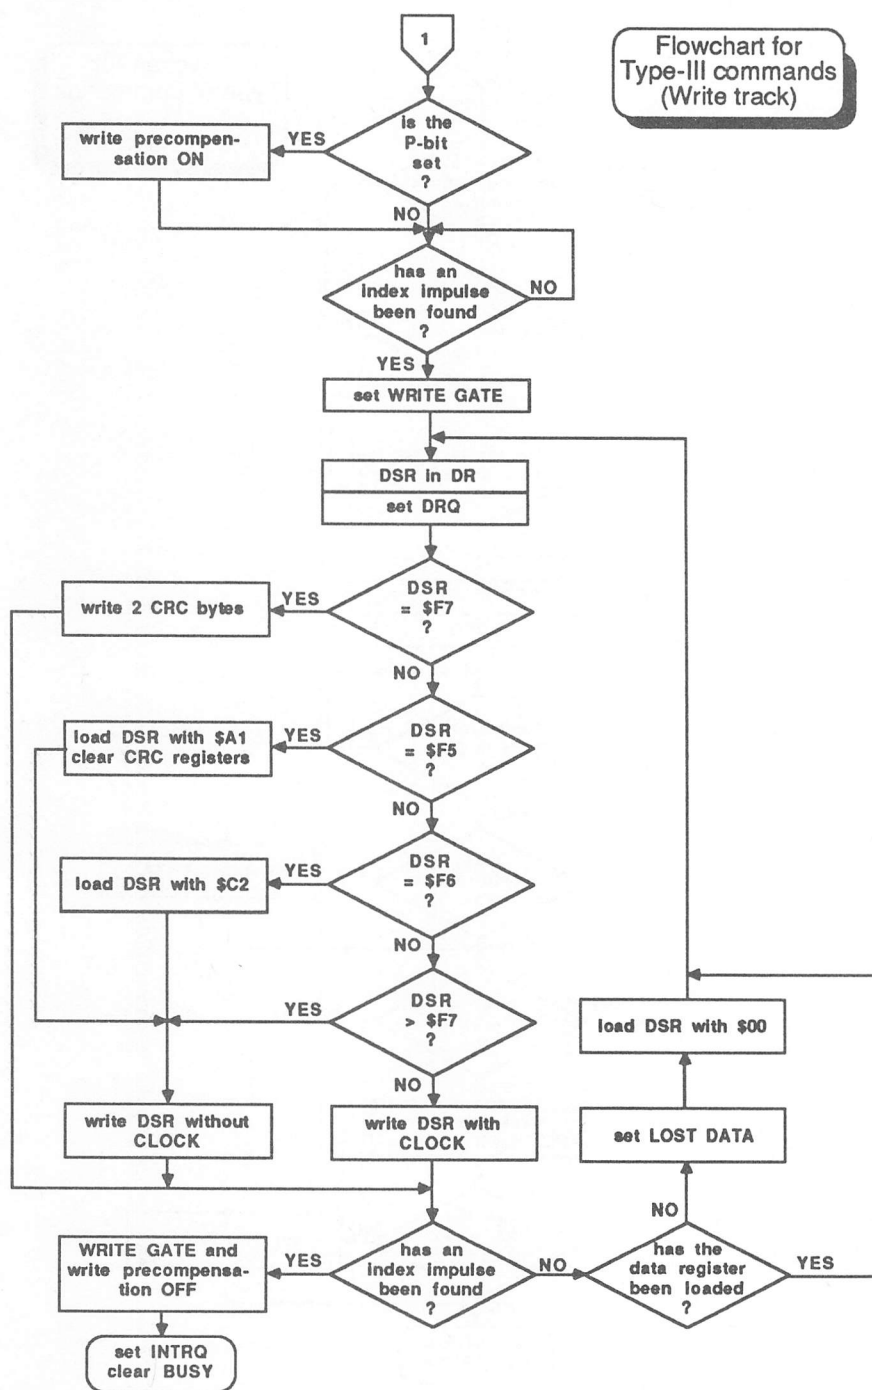 1
Flowchart for
Type-III commands
(Write track)
is the
P-bit
set
?
YES
write precompen-
sation ON
NO
has an
index impulse
been found
?
NO
YES
set WRITE GATE
DSR in DR
set DRQ
DSR
= $F7
?
YES
write 2 CRC bytes
NO
DSR
= $F5
?
YES
load DSR with $A1
clear CRC registers
NO
DSR
= $F6
?
YES
load DSR with $C2
NO
DSR
> $F7
?
YES
load DSR with $00
NO
write DSR without
CLOCK
write DSR with
CLOCK
set LOST DATA
NO
WRITE GATE and
write precompensa-
tion OFF
YES
has an
index impulse
been found
?
NO
has the
data register
been loaded
?
YES
set INTRQ
clear BUSY